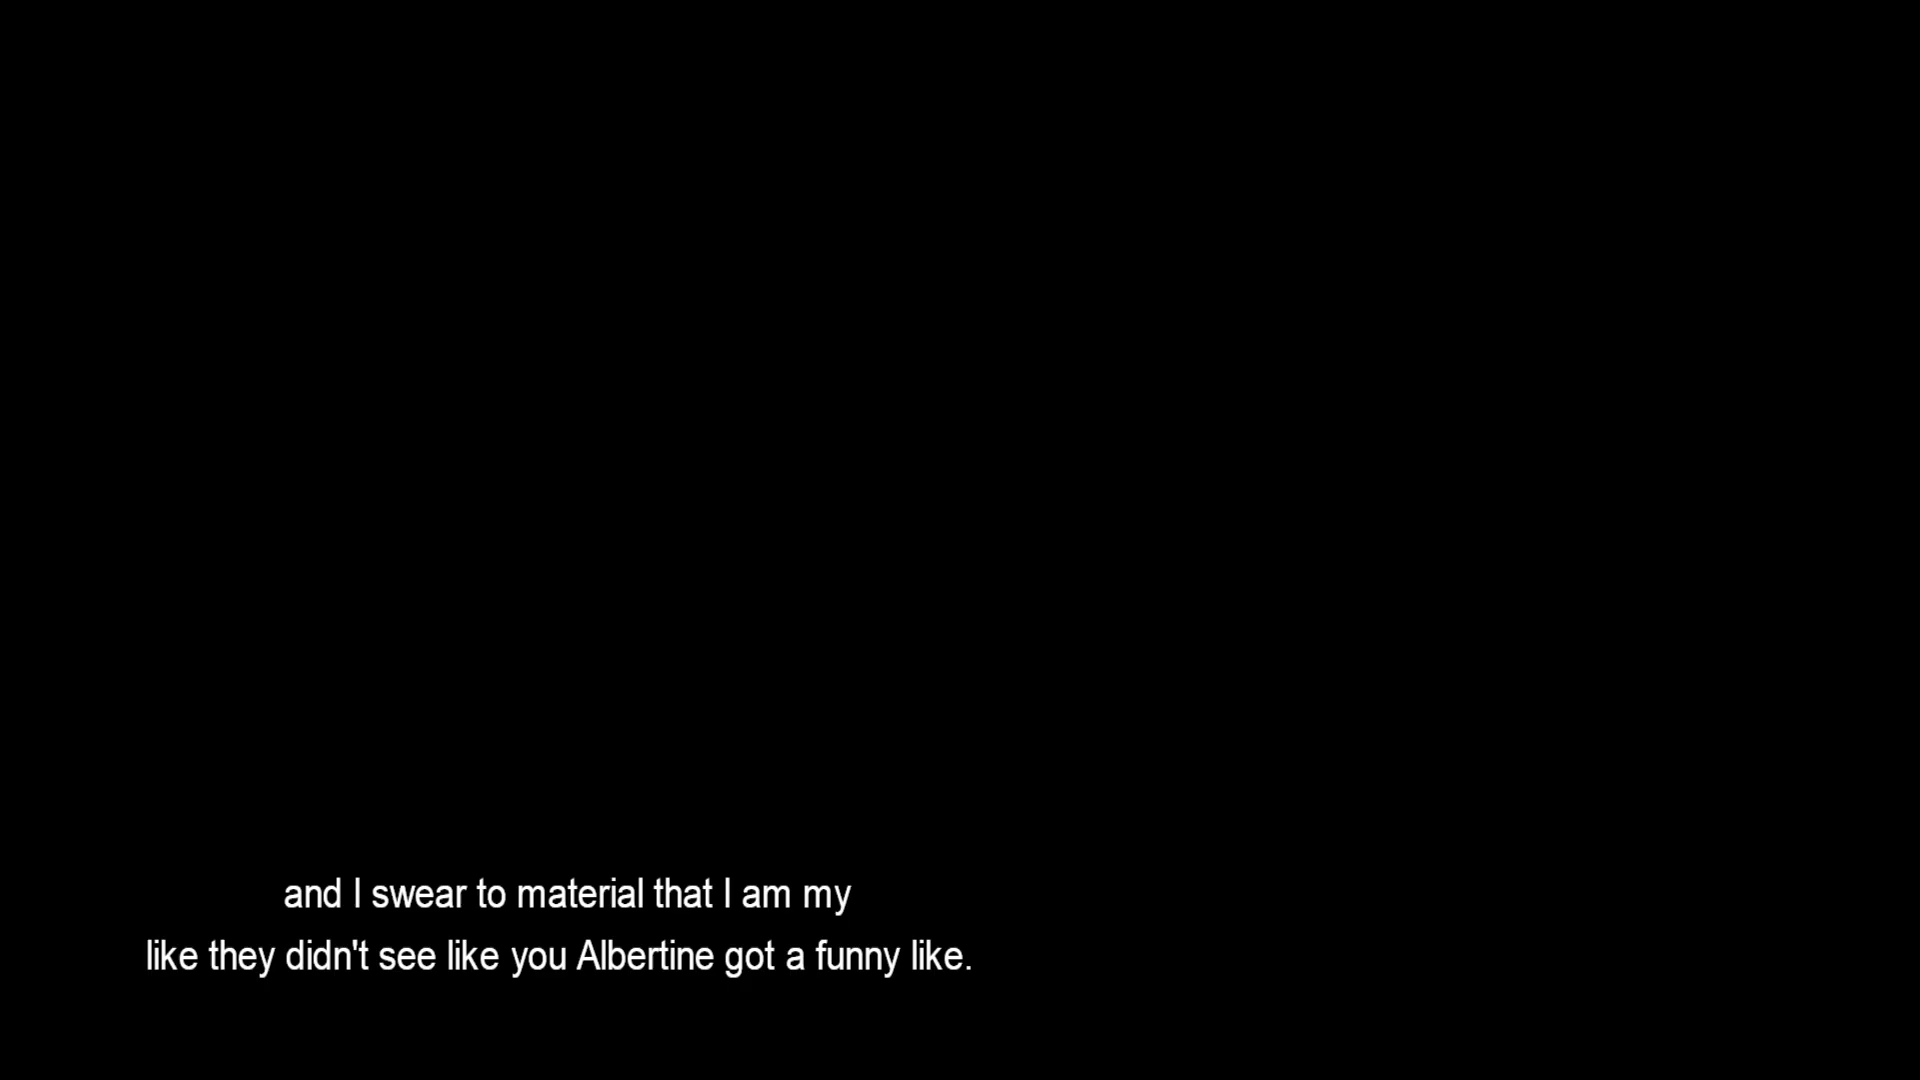 and I swear to material that I am my
like they didn't see like you Albertine got a funny like.